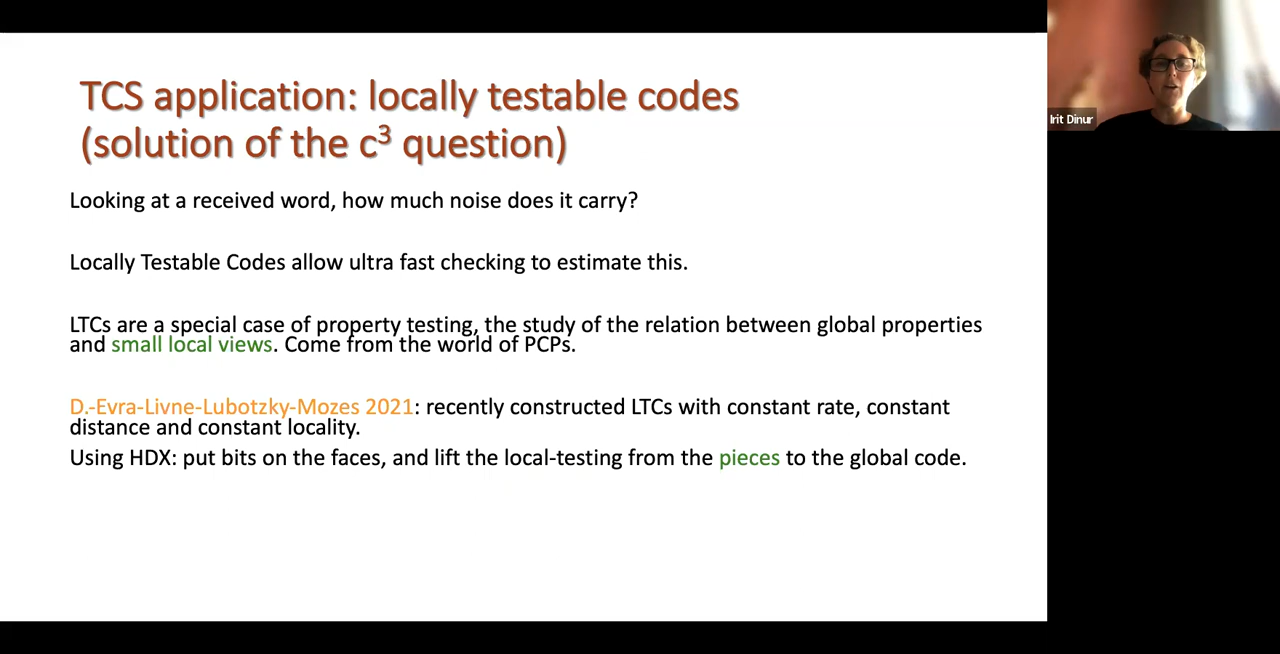 TCS application: locally testable codes
(solution of the c³ question)
Irit Dinur
Looking at a received word, how much noise does it carry?
Locally Testable Codes allow ultra fast checking to estimate this.
LTCs are a special case of property testing, the study of the relation between global properties
and small local views. Come from the world of PCPs.
D.-Evra-Livne-Lubotzky-Mozes 2021: recently constructed LTCs with constant rate, constant
distance and constant locality.
Using HDX: put bits on the faces, and lift the local-testing from the pieces to the global code.